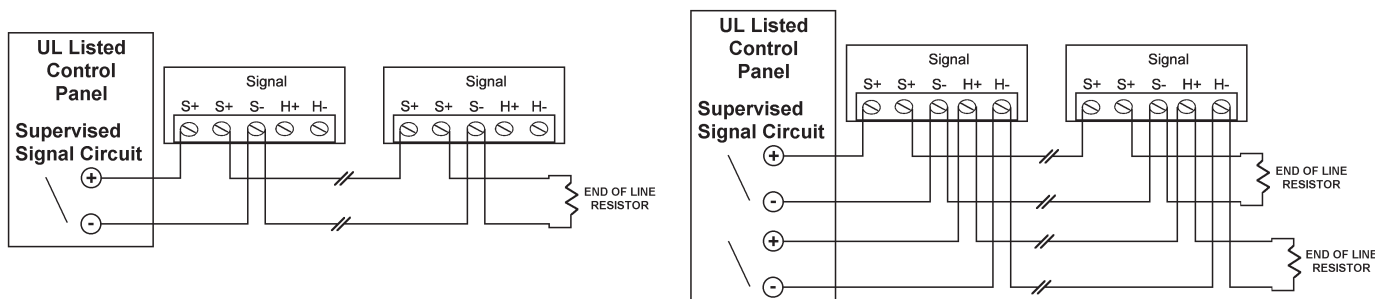 UL Listed
Control
Panel
Supervised
Signal Circuit
+
-
Signal
S+ S+ S- H+ H-
Signal
S+ S+ S- H+ H-
END OF LINE
RESISTOR
UL Listed
Control
Panel
Supervised
Signal Circuit
+
-
+
-
Signal
S+ S+ S- H+ H-
Signal
S+ S+ S- H+ H-
END OF LINE
RESISTOR
END OF LINE
RESISTOR